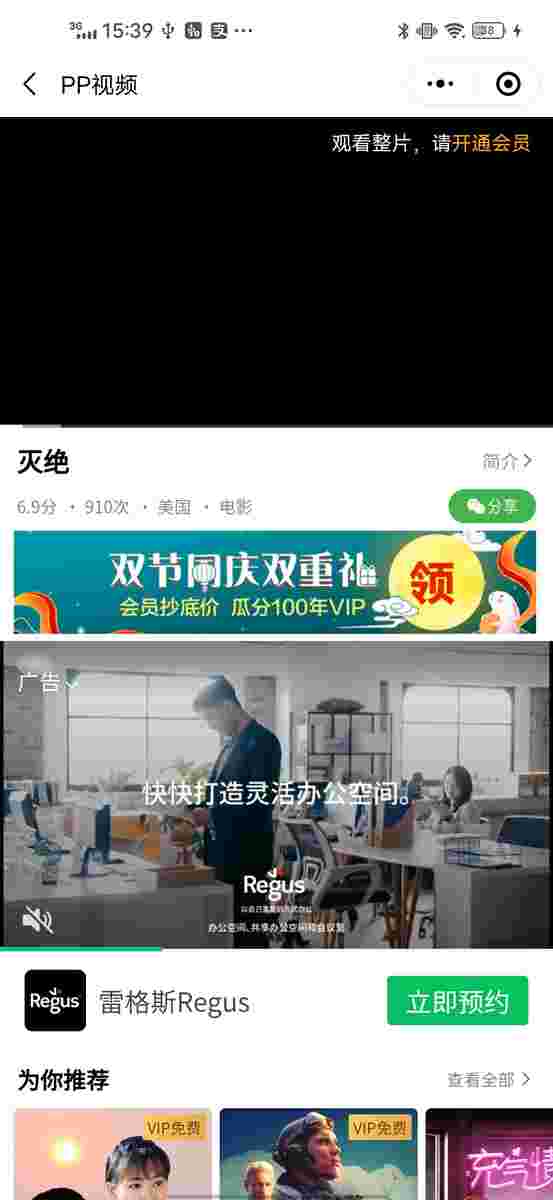 3G 15:39
PP视频
观看整片，请开通会员
灭绝
简介
6.9分 · 910次 · 美国 · 电影
分享
双节同庆双重礼
会员抄底价 瓜分100年VIP
领
广告
快快打造灵活办公空间。
Regus
办公空间、共享办公空间和会议室
Regus
雷格斯Regus
立即预约
为你推荐
查看全部
VIP免费
VIP免费
充气情